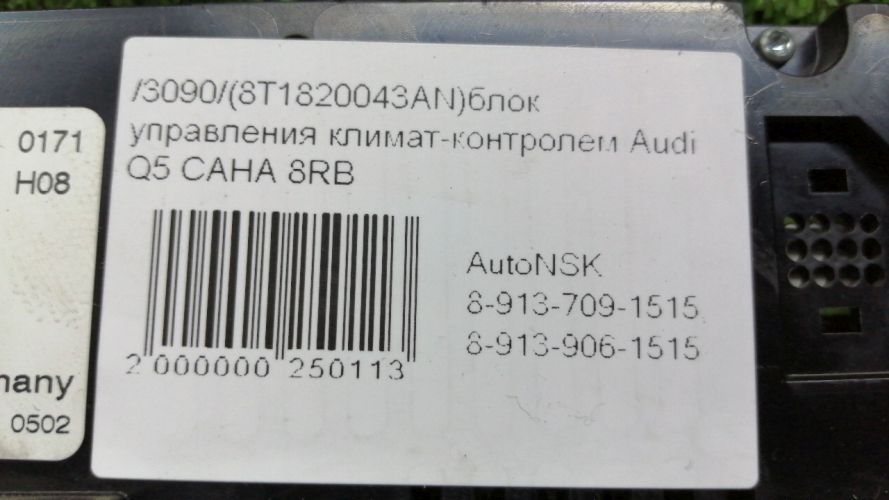 /3090/(8T1820043AN)блок
управления климат-контролем Audi
Q5 CAHA 8RB
0171
H08
AutoNSK
8-913-709-1515
8-913-906-1515
2 000000 250113
many
0502